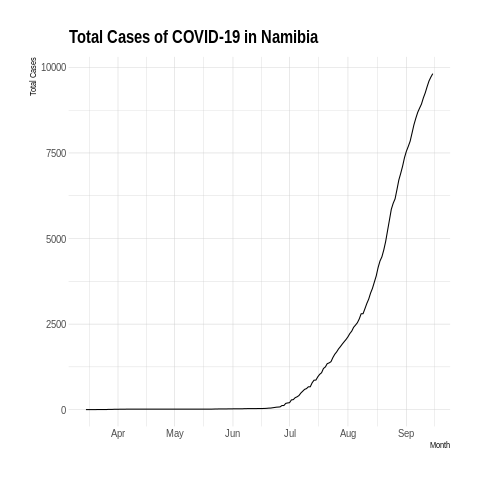 Total Cases of COVID-19 in Namibia
Total Cases
10000
7500
5000
2500
0
Apr May Jun Jul Aug Sep
Month